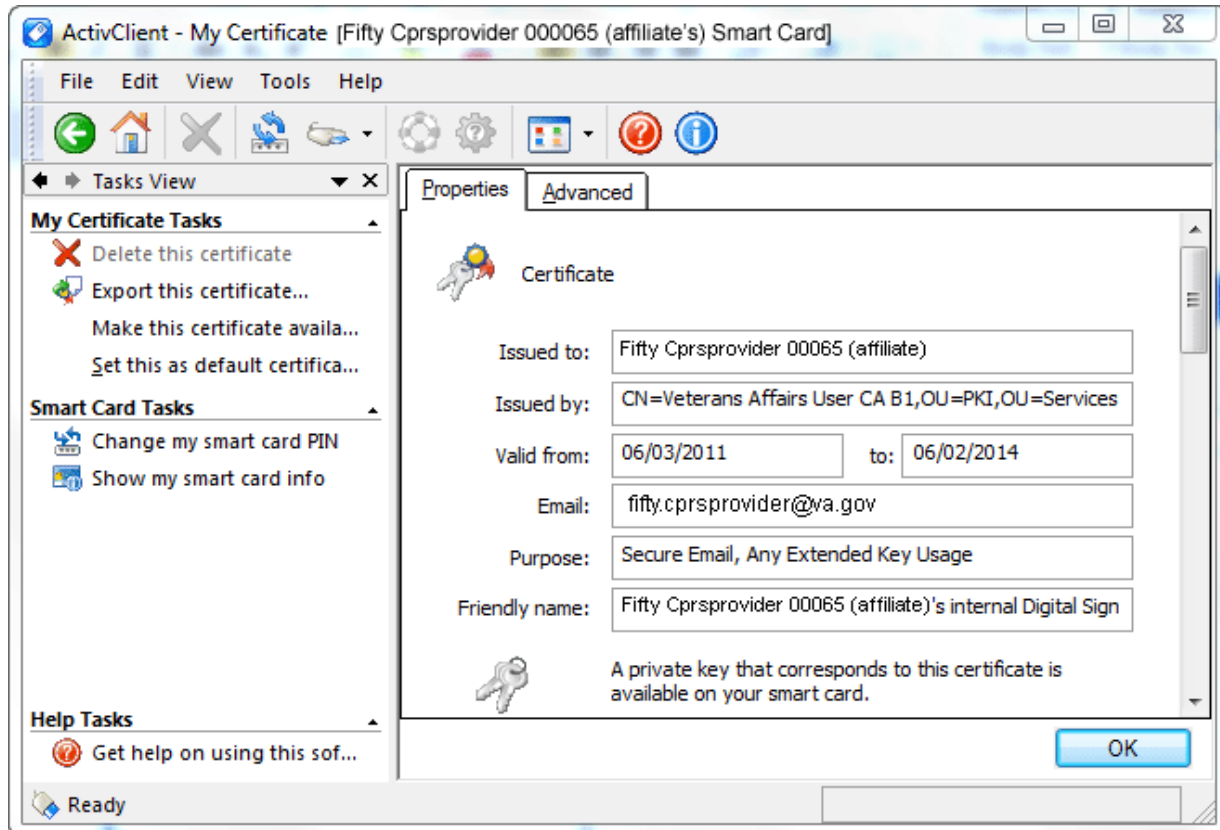 ActivClient - My Certificate [Fifty Cprsprovider 000065 (affiliate's) Smart Card]
File Edit View Tools Help
Tasks View
My Certificate Tasks
Delete this certificate
Export this certificate...
Make this certificate availa...
Set this as default certifica...
Smart Card Tasks
Change my smart card PIN
Show my smart card info
Help Tasks
Get help on using this sof...
Properties Advanced
Certificate
Issued to: Fifty Cprsprovider 00065 (affiliate)
Issued by: CN=Veterans Affairs User CA B1,OU=PKI,OU=Services
Valid from: 06/03/2011 to: 06/02/2014
Email: fifty.cprsprovider@va.gov
Purpose: Secure Email, Any Extended Key Usage
Friendly name: Fifty Cprsprovider 00065 (affiliate)'s internal Digital Sign
A private key that corresponds to this certificate is
available on your smart card.
OK
Ready